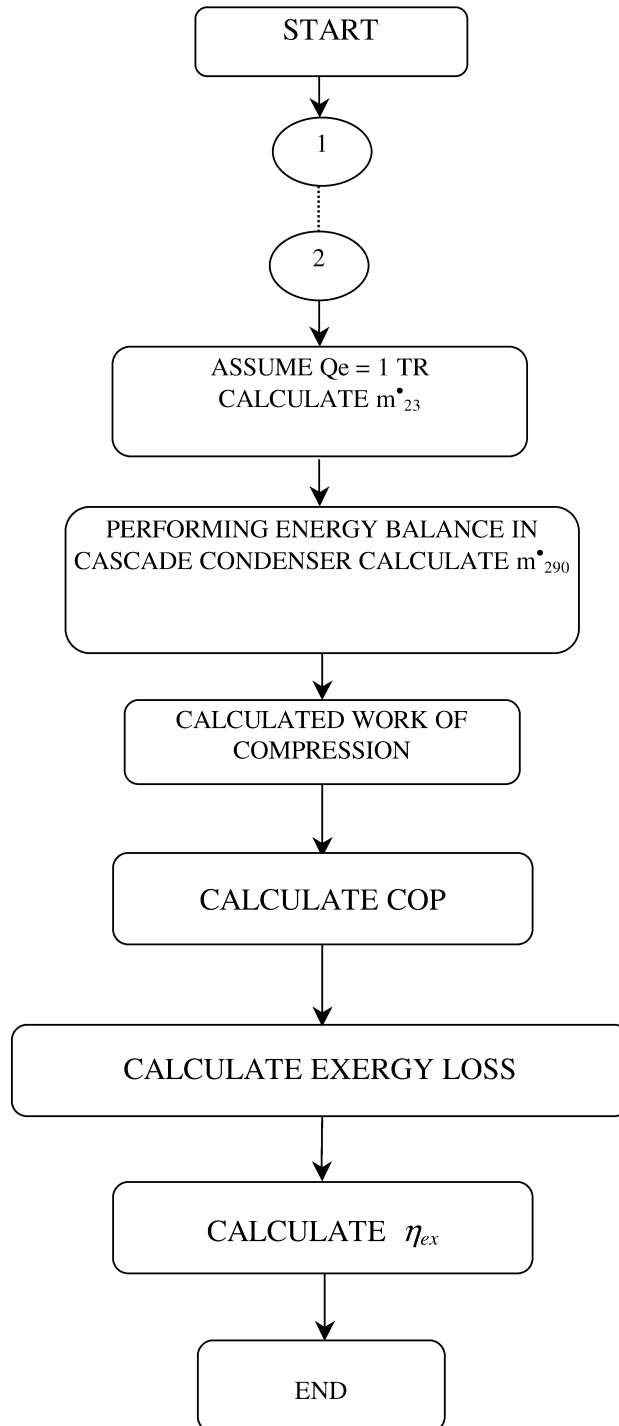 START
1
2
ASSUME Qe = 1 TR
CALCULATE m•23
PERFORMING ENERGY BALANCE IN
CASCADE CONDENSER CALCULATE m•290
CALCULATED WORK OF
COMPRESSION
CALCULATE COP
CALCULATE EXERGY LOSS
CALCULATE ηex
END